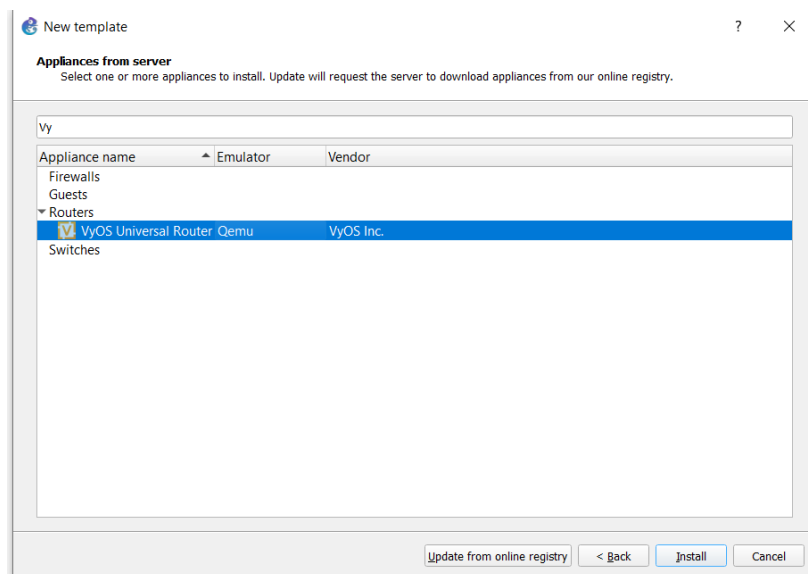 New template
?
Appliances from server
Select one or more appliances to install. Update will request the server to download appliances from our online registry.
Vy
Appliance name Emulator Vendor
Firewalls
Guests
Routers
V VyOS Universal Router Qemu VyOS Inc.
Switches
Update from online registry < Back Install Cancel